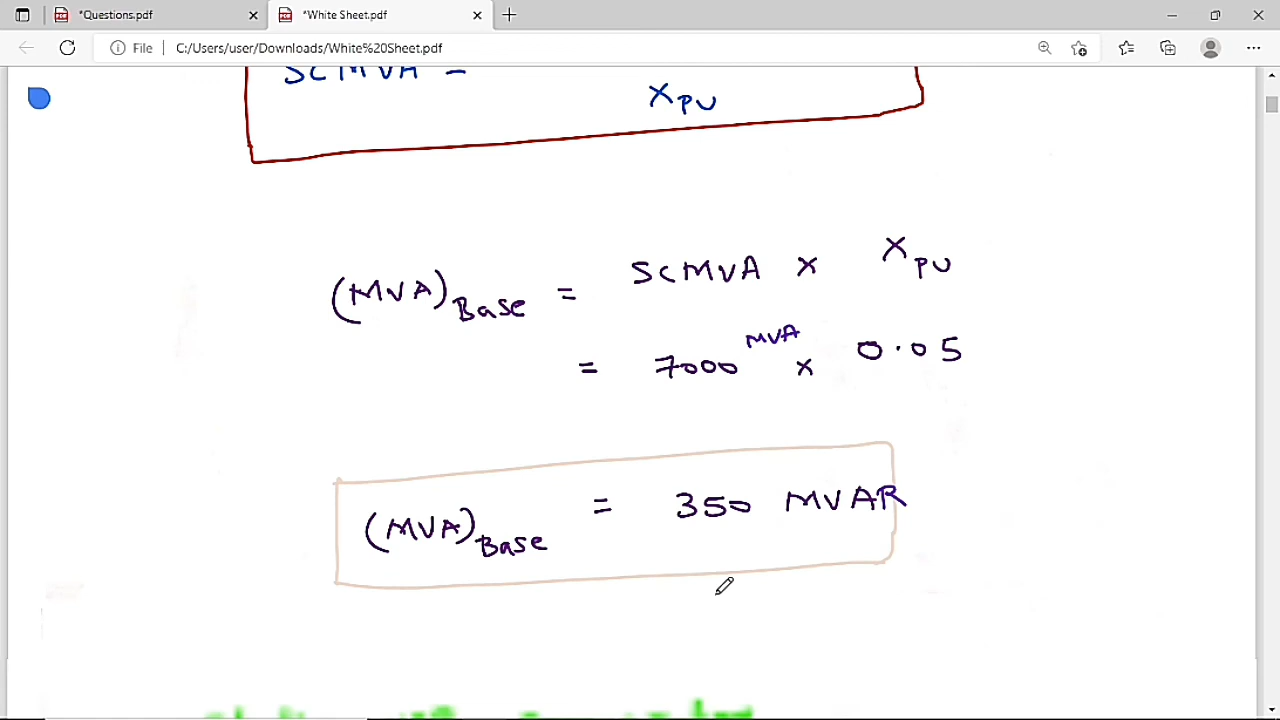 *Questions.pdf
*White Sheet.pdf
File C:/Users/user/Downloads/White%20Sheet.pdf
SCMVA =
XPU
(MVA)Base = SCMVA × XPU
= 7000 MVA × 0.05
(MVA)Base = 350 MVAR